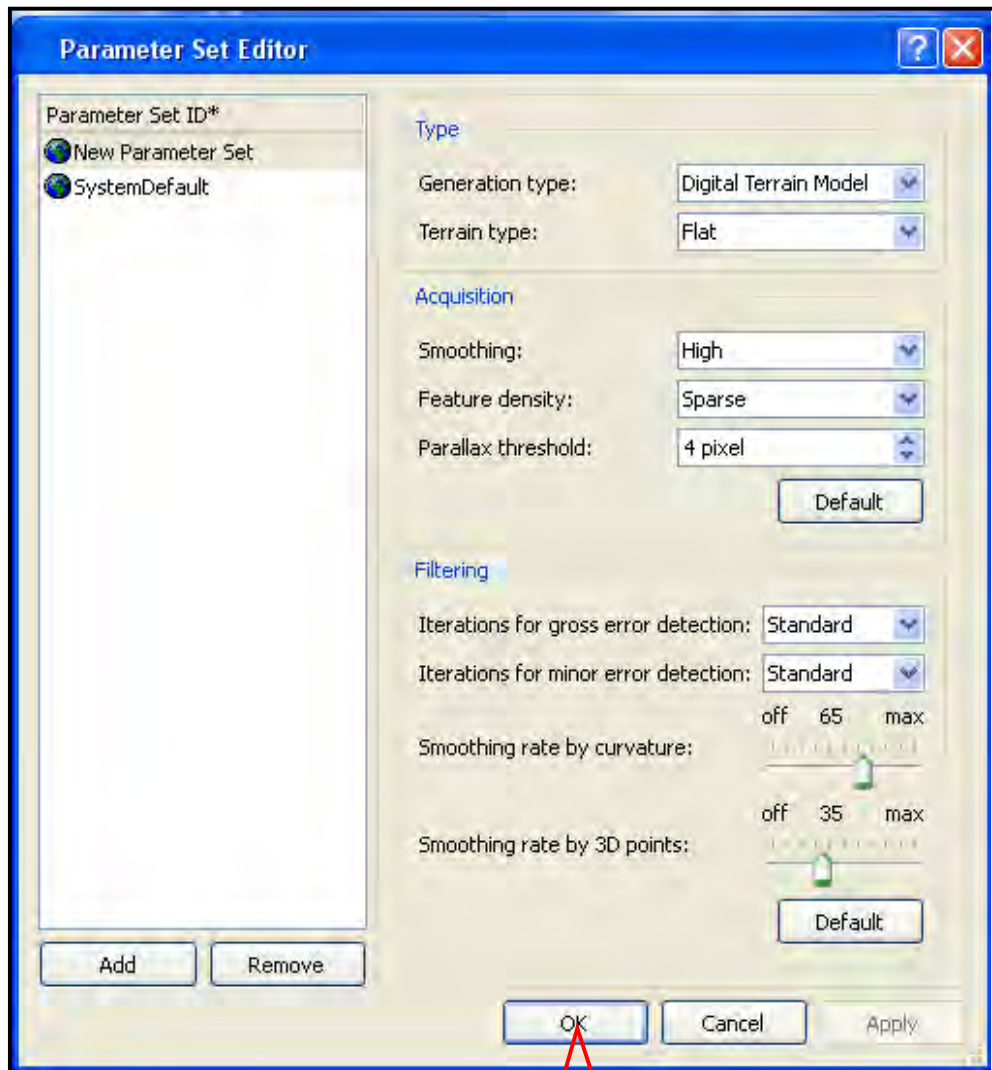 Parameter Set Editor
Parameter Set ID*
New Parameter Set
SystemDefault
Add
Remove
Type
Generation type: Digital Terrain Model
Terrain type: Flat
Acquisition
Smoothing: High
Feature density: Sparse
Parallax threshold: 4 pixel
Default
Filtering
Iterations for gross error detection: Standard
Iterations for minor error detection: Standard
off 65 max
Smoothing rate by curvature:
off 35 max
Smoothing rate by 3D points:
Default
OK Cancel Apply